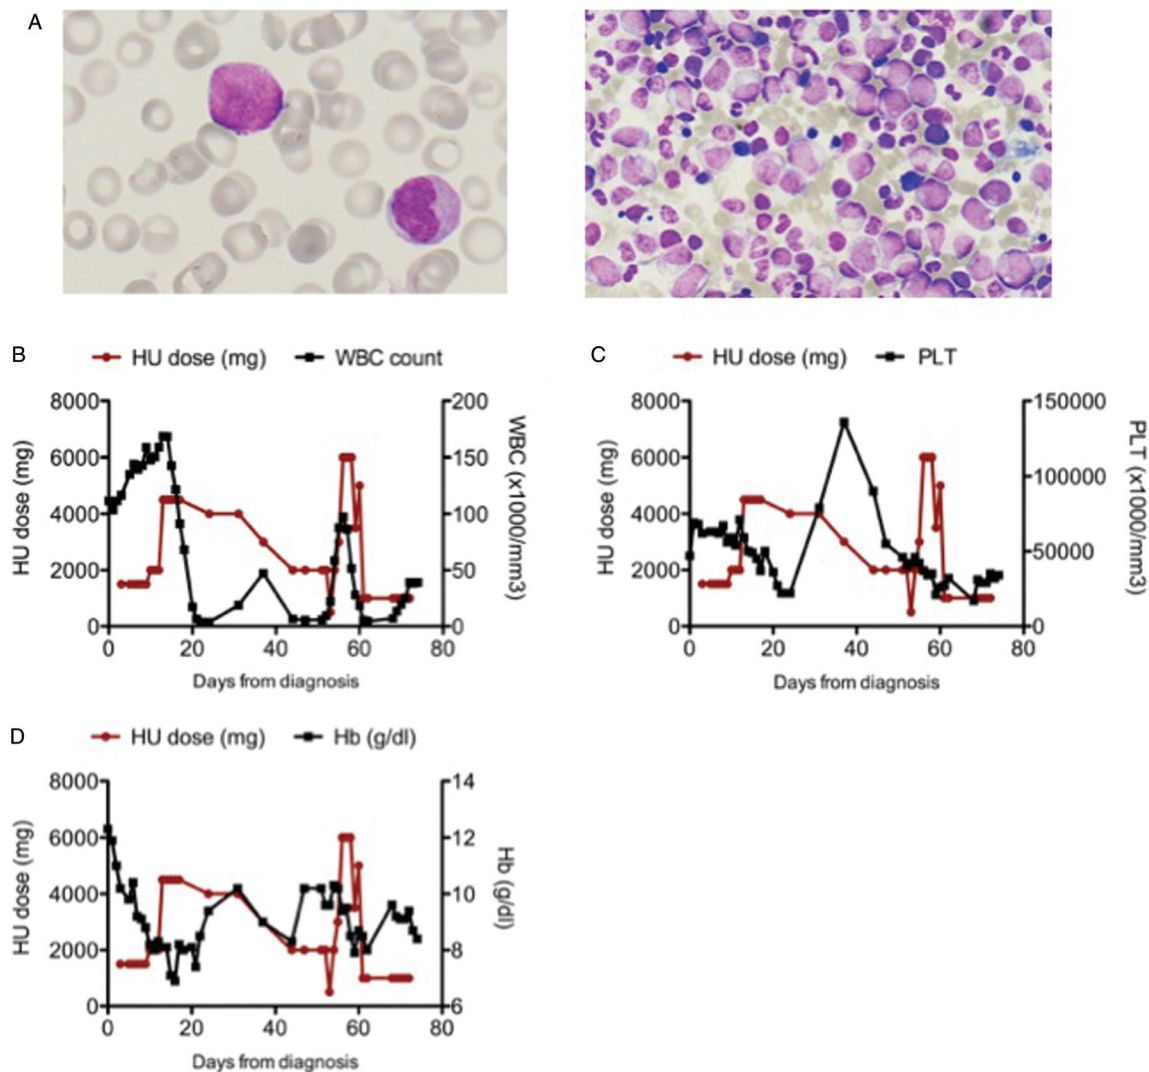 A
B
HU dose (mg) WBC count
8000 200
6000 150
4000 100
2000 50
0 0
0 20 40 60 80
HU dose (mg)
WBC (x1000/mm3)
Days from diagnosis
C
HU dose (mg) PLT
8000 150000
6000 100000
4000
2000 50000
0 0
0 20 40 60 80
HU dose (mg)
PLT (x1000/mm3)
Days from diagnosis
D
HU dose (mg) Hb (g/dl)
8000 14
6000 12
4000 10
2000 8
0 6
0 20 40 60 80
HU dose (mg)
Hb (g/dl)
Days from diagnosis